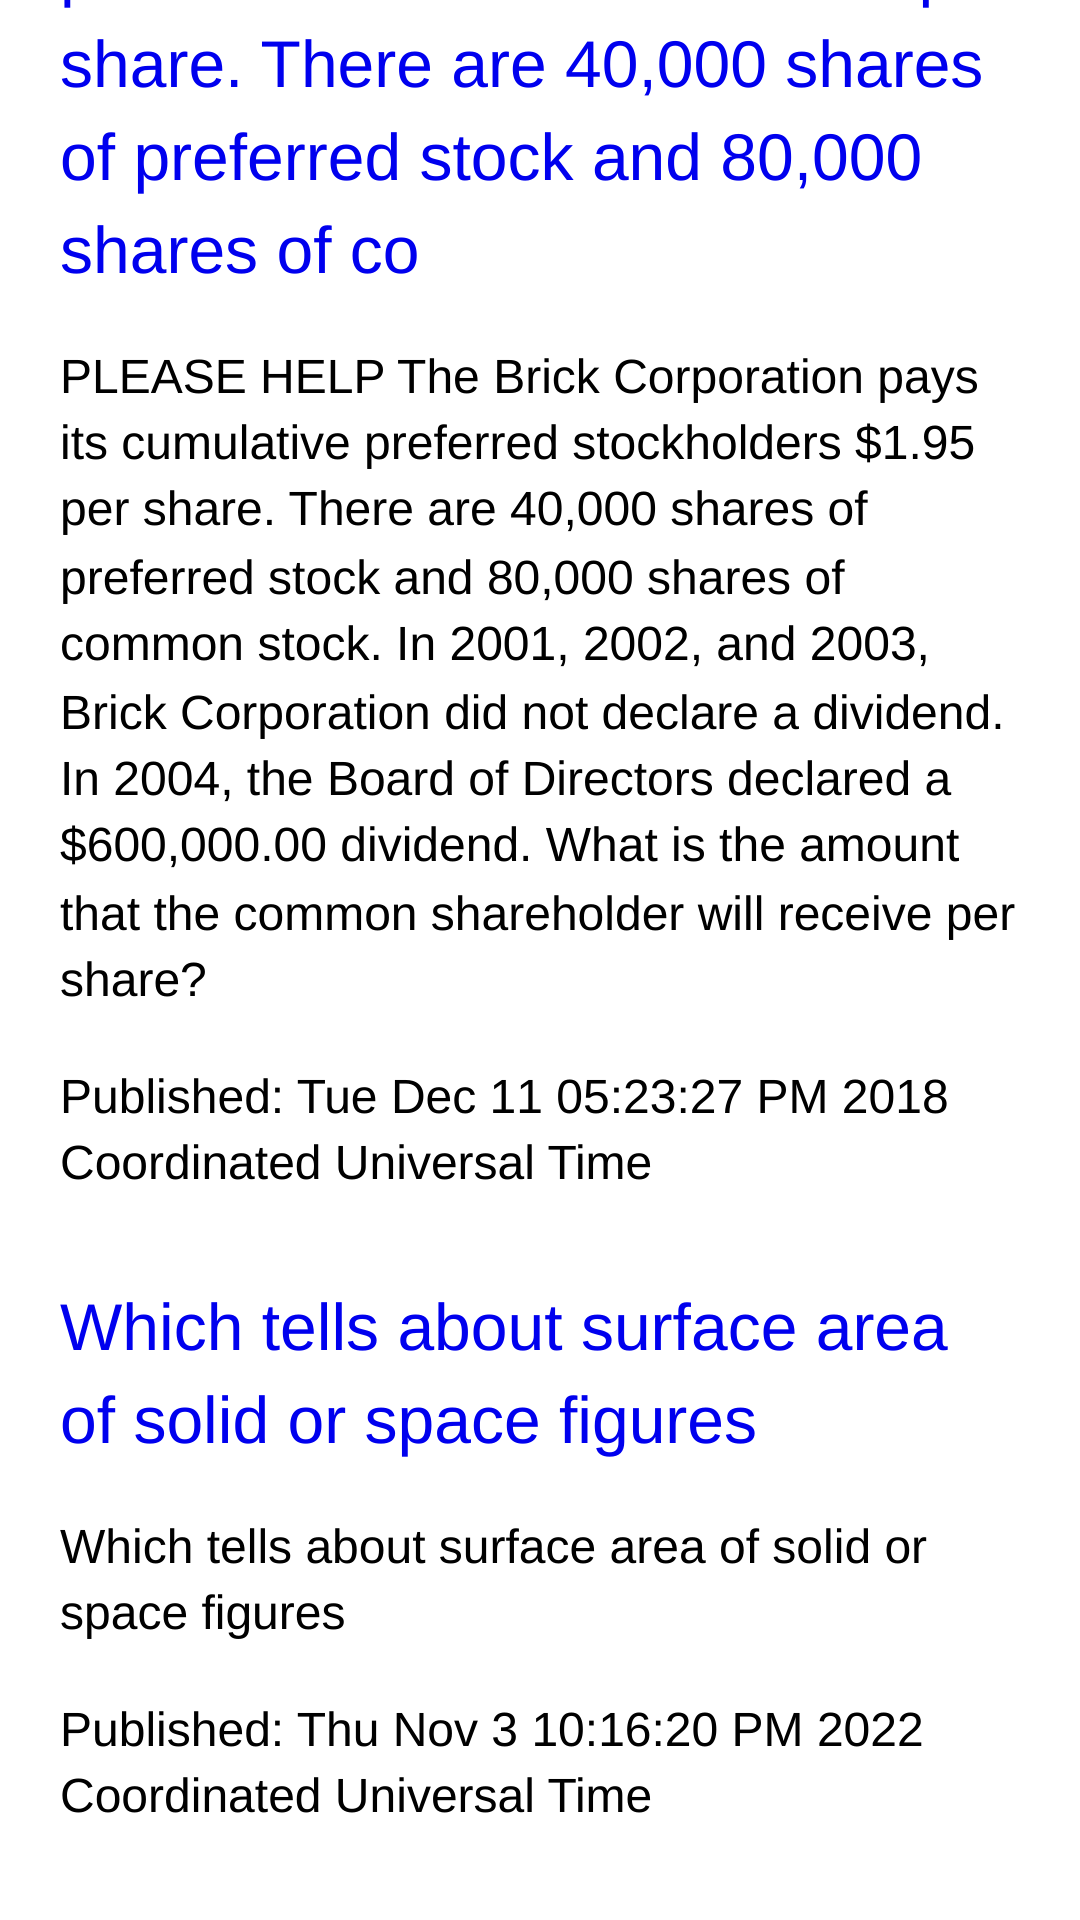 share. There are 40,000 shares
of preferred stock and 80,000
shares of co
PLEASE HELP The Brick Corporation pays
its cumulative preferred stockholders $1.95
per share. There are 40,000 shares of
preferred stock and 80,000 shares of
common stock. In 2001, 2002, and 2003,
Brick Corporation did not declare a dividend.
In 2004, the Board of Directors declared a
$600,000.00 dividend. What is the amount
that the common shareholder will receive per
share?
Published: Tue Dec 11 05:23:27 PM 2018
Coordinated Universal Time
Which tells about surface area
of solid or space figures
Which tells about surface area of solid or
space figures
Published: Thu Nov 3 10:16:20 PM 2022
Coordinated Universal Time